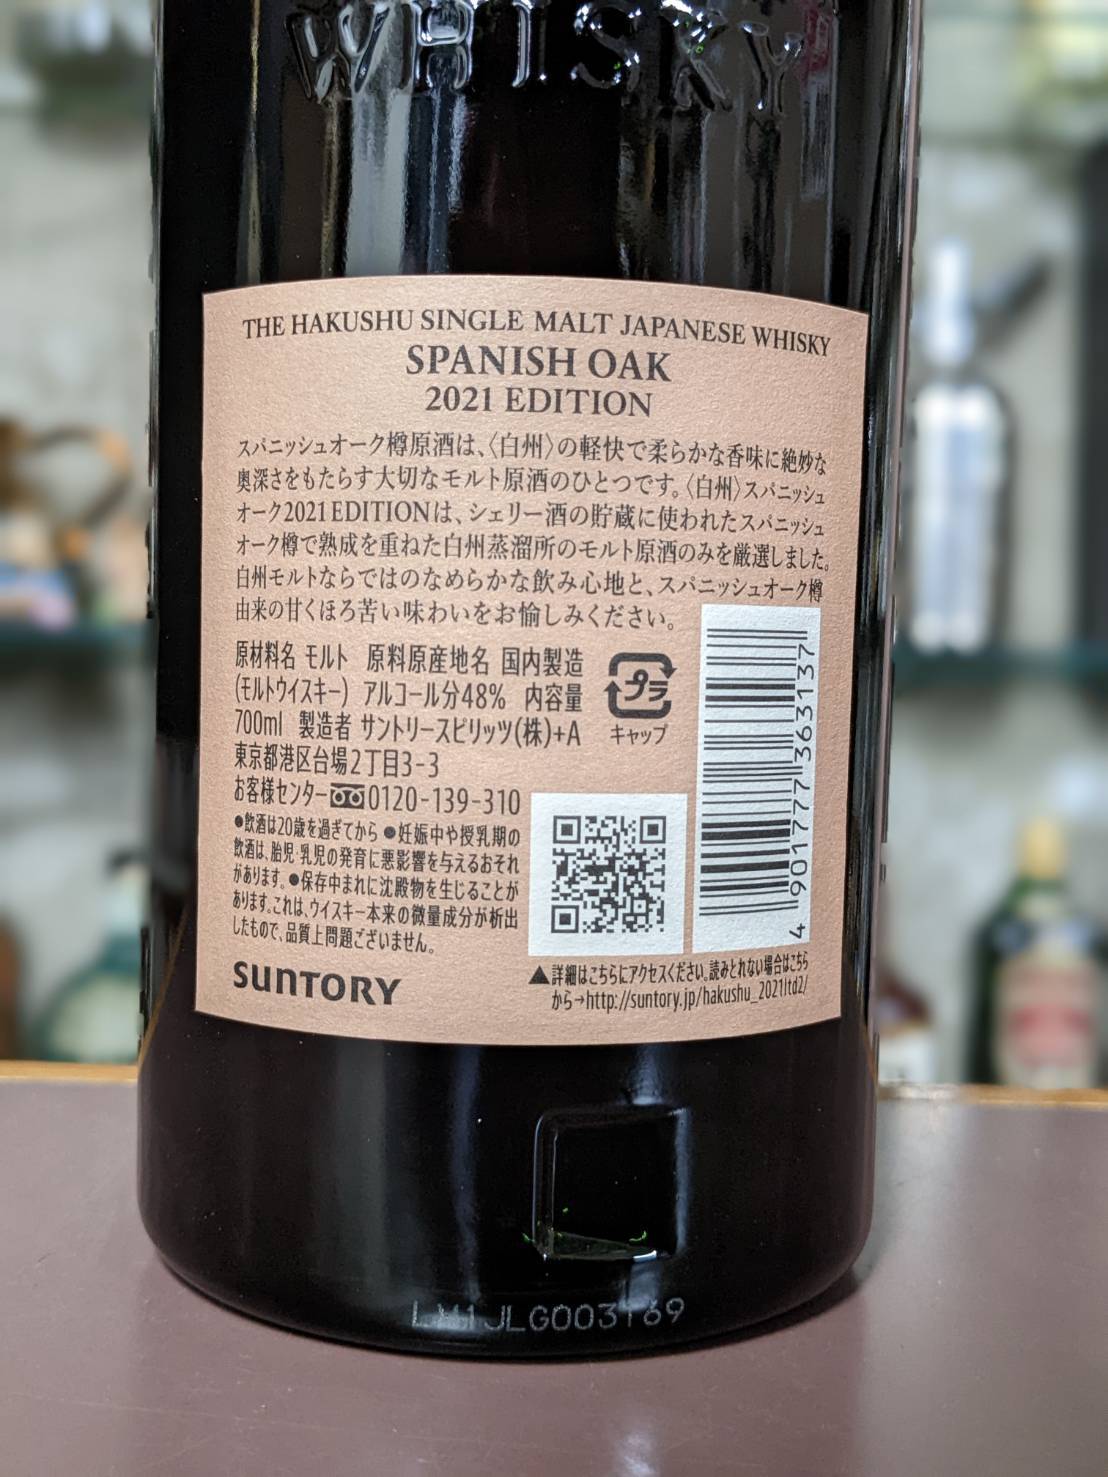 WHISKY
THE HAKUSHU SINGLE MALT JAPANESE WHISKY
SPANISH OAK
2021 EDITION
スパニッシュオーク樽原酒は、〈白州〉の軽快で柔らかな香味に絶妙な
奥深さをもたらす大切なモルト原酒のひとつです。〈白州〉スパニッシュ
オーク2021 EDITIONは、シェリー酒の貯蔵に使われたスパニッシュ
オーク樽で熟成を重ねた白州蒸溜所のモルト原酒のみを厳選しました。
白州モルトならではのなめらかな飲み心地と、スパニッシュオーク樽
由来の甘くほろ苦い味わいをお愉しみください。
原材料名 モルト 原料原産地名 国内製造
(モルトウイスキー) アルコール分48% 内容量
700ml 製造者 サントリースピリッツ(株)+A
東京都港区台場2丁目3-3
お客様センター 0120-139-310
プラ
キャップ
4 901777 363137
●飲酒は20歳を過ぎてから ●妊娠中や授乳期の
飲酒は、胎児・乳児の発育に悪影響を与えるおそれ
があります。●保存中まれに沈殿物を生じることが
あります。これは、ウイスキー本来の微量成分が析出
したもので、品質上問題ございません。
SUNTORY
▲詳細はこちらにアクセスください。読みとれない場合はこちら
から→http://suntory.jp/hakushu_2021ltd2/